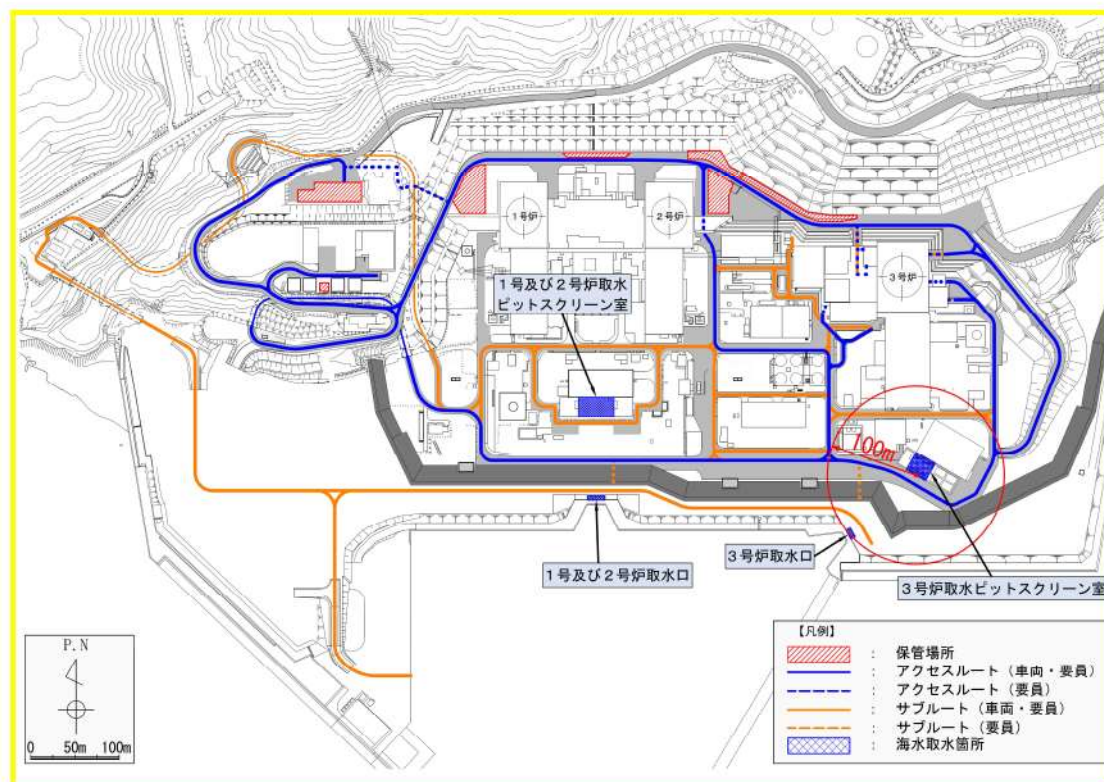 1号炉
2号炉
3号炉
1号及び2号炉取水
ピットスクリーン室
100m
3号炉取水口
1号及び2号炉取水口
3号炉取水ピットスクリーン室
P.N
0 50m 100m
【凡例】
: 保管場所
: アクセスルート（車両・要員）
: アクセスルート（要員）
: サブルート（車両・要員）
: サブルート（要員）
: 海水取水箇所